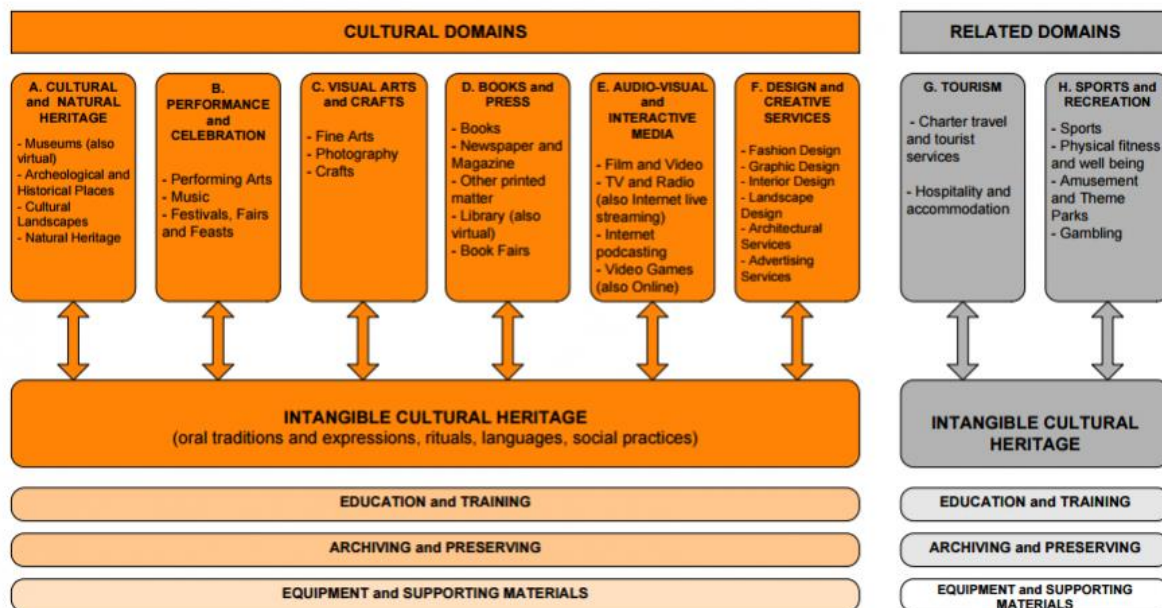 CULTURAL DOMAINS
RELATED DOMAINS
A. CULTURAL
and NATURAL
HERITAGE
- Museums (also
virtual)
- Archeological and
Historical Places
- Cultural
Landscapes
- Natural Heritage
B.
PERFORMANCE
and
CELEBRATION
- Performing Arts
- Music
- Festivals, Fairs
and Feasts
C. VISUAL ARTS
and CRAFTS
- Fine Arts
- Photography
- Crafts
D. BOOKS and
PRESS
- Books
- Newspaper and
Magazine
- Other printed
matter
- Library (also
virtual)
- Book Fairs
E. AUDIO-VISUAL
and
INTERACTIVE
MEDIA
- Film and Video
- TV and Radio
(also Internet live
streaming)
- Internet
podcasting
- Video Games
(also Online)
F. DESIGN and
CREATIVE
SERVICES
- Fashion Design
- Graphic Design
- Interior Design
- Landscape
Design
- Architectural
Services
- Advertising
Services
G. TOURISM
- Charter travel
and tourist
services
- Hospitality and
accommodation
H. SPORTS and
RECREATION
- Sports
- Physical fitness
and well being
- Amusement
and Theme
Parks
- Gambling
INTANGIBLE CULTURAL HERITAGE
(oral traditions and expressions, rituals, languages, social practices)
INTANGIBLE CULTURAL
HERITAGE
EDUCATION and TRAINING
EDUCATION and TRAINING
ARCHIVING and PRESERVING
ARCHIVING and PRESERVING
EQUIPMENT and SUPPORTING MATERIALS
EQUIPMENT and SUPPORTING
MATERIALS